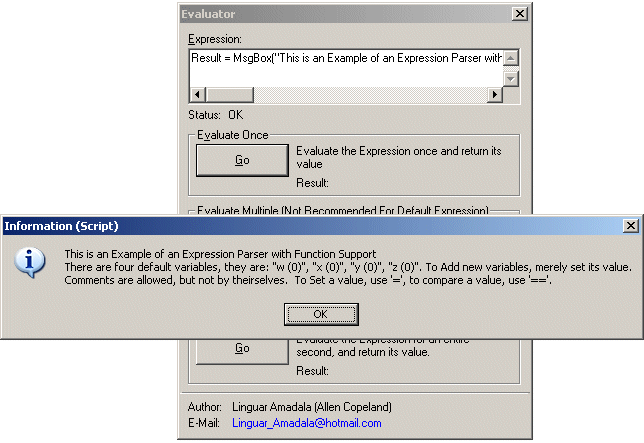 Evaluator
Expression:
Result = MsgBox("This is an Example of an Expression Parser with
Status: OK
Evaluate Once
Go
Evaluate the Expression once and return its
value
Result:
Evaluate Multiple (Not Recommended For Default Expression)
Information (Script)
This is an Example of an Expression Parser with Function Support
There are four default variables, they are: "w (0)", "x (0)", "y (0)", "z (0)". To Add new variables, merely set its value.
Comments are allowed, but not by theirselves. To Set a value, use '=', to compare a value, use '=='.
OK
Go
Evaluate the Expression for an entire
second, and return its value.
Result:
Author: Linguar Amadala (Allen Copeland)
E-Mail: Linguar_Amadala@hotmail.com